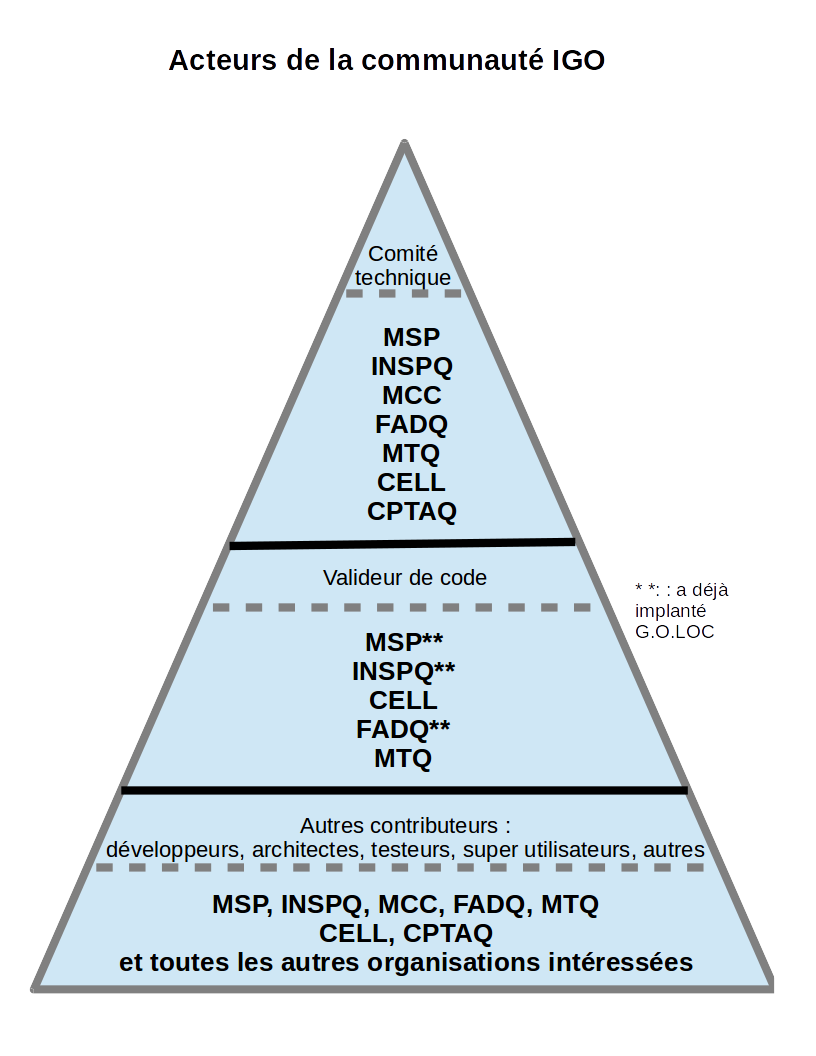 Acteurs de la communauté IGO
Comité
technique
MSP
INSPQ
MCC
FADQ
MTQ
CELL
CPTAQ
Valideur de code
* *: : a déjà
implanté
G.O.LOC
MSP**
INSPQ**
CELL
FADQ**
MTQ
Autres contributeurs :
développeurs, architectes, testeurs, super utilisateurs, autres
MSP, INSPQ, MCC, FADQ, MTQ
CELL, CPTAQ
et toutes les autres organisations intéressées